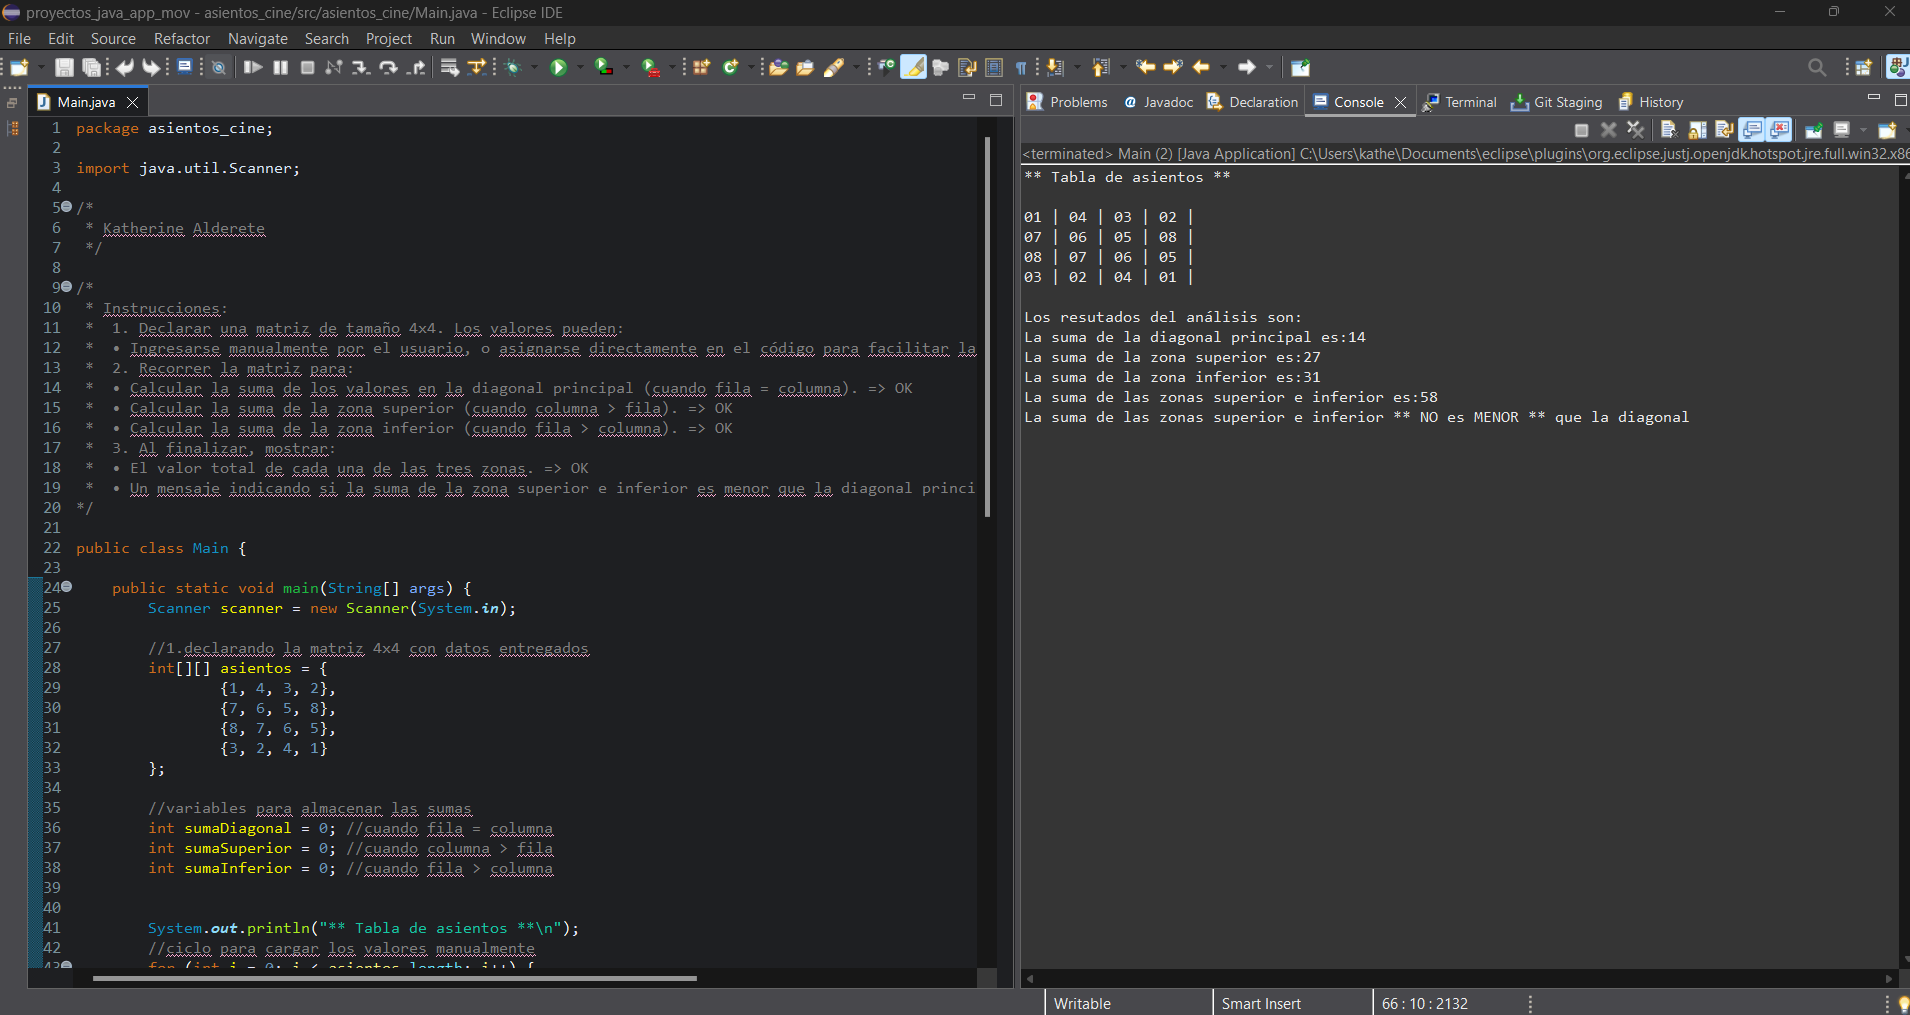 proyectos_java_app_mov - asientos_cine/src/asientos_cine/Main.java - Eclipse IDE
File Edit Source Refactor Navigate Search Project Run Window Help
Main.java
1 package asientos_cine;
2
3 import java.util.Scanner;
4
5 /*
6 * Katherine Alderete
7 */
8
9 /*
10 * Instrucciones:
11 * 1. Declarar una matriz de tamaño 4x4. Los valores pueden:
12 * • Ingresarse manualmente por el usuario, o asignarse directamente en el código para facilitar la
13 * 2. Recorrer la matriz para:
14 * • Calcular la suma de los valores en la diagonal principal (cuando fila = columna). => OK
15 * • Calcular la suma de la zona superior (cuando columna > fila). => OK
16 * • Calcular la suma de la zona inferior (cuando fila > columna). => OK
17 * 3. Al finalizar, mostrar:
18 * • El valor total de cada una de las tres zonas. => OK
19 * • Un mensaje indicando si la suma de la zona superior e inferior es menor que la diagonal princi
20 */
21
22 public class Main {
23
24 public static void main(String[] args) {
25 Scanner scanner = new Scanner(System.in);
26
27 //1.declarando la matriz 4x4 con datos entregados
28 int[][] asientos = {
29 {1, 4, 3, 2},
30 {7, 6, 5, 8},
31 {8, 7, 6, 5},
32 {3, 2, 4, 1}
33 };
34
35 //variables para almacenar las sumas
36 int sumaDiagonal = 0; //cuando fila = columna
37 int sumaSuperior = 0; //cuando columna > fila
38 int sumaInferior = 0; //cuando fila > columna
39
40
41 System.out.println("** Tabla de asientos **\n");
42 //ciclo para cargar los valores manualmente
43 for (int i = 0; i < asientos.length; i++) {
Problems Javadoc Declaration Console Terminal Git Staging History
<terminated> Main (2) [Java Application] C:\Users\kathe\Documents\eclipse\plugins\org.eclipse.justj.openjdk.hotspot.jre.full.win32.x86
** Tabla de asientos **
01 | 04 | 03 | 02 |
07 | 06 | 05 | 08 |
08 | 07 | 06 | 05 |
03 | 02 | 04 | 01 |
Los resutados del análisis son:
La suma de la diagonal principal es:14
La suma de la zona superior es:27
La suma de la zona inferior es:31
La suma de las zonas superior e inferior es:58
La suma de las zonas superior e inferior ** NO es MENOR ** que la diagonal
Writable Smart Insert 66 : 10 : 2132